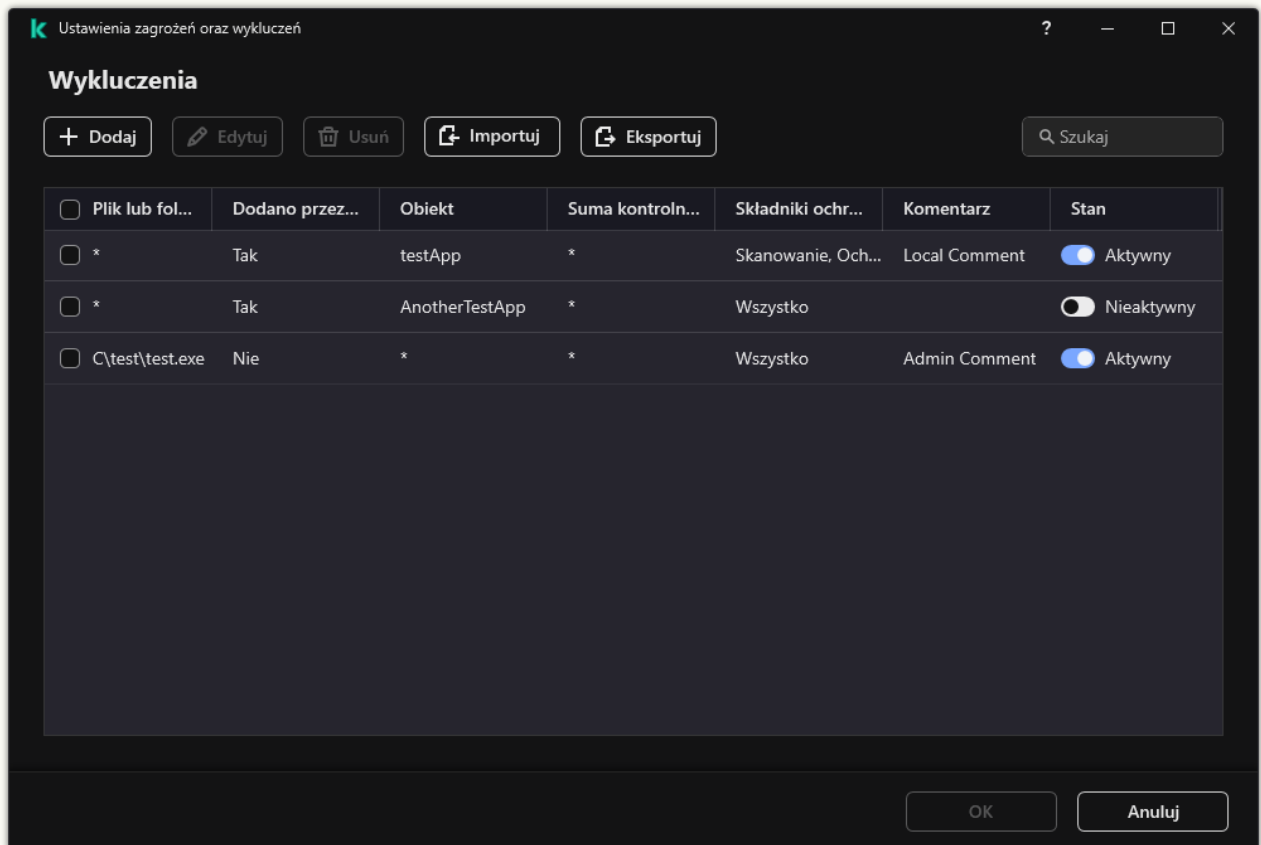 Ustawienia zagrożeń oraz wykluczeń ?
Wykluczenia
Dodaj Edytuj Usuń Importuj Eksportuj Szukaj
Plik lub fol... Dodano przez... Obiekt Suma kontroln... Składniki ochr... Komentarz Stan
* Tak testApp * Skanowanie, Och... Local Comment Aktywny
* Tak AnotherTestApp * Wszystko Nieaktywny
C\test\test.exe Nie * * Wszystko Admin Comment Aktywny
OK Anuluj